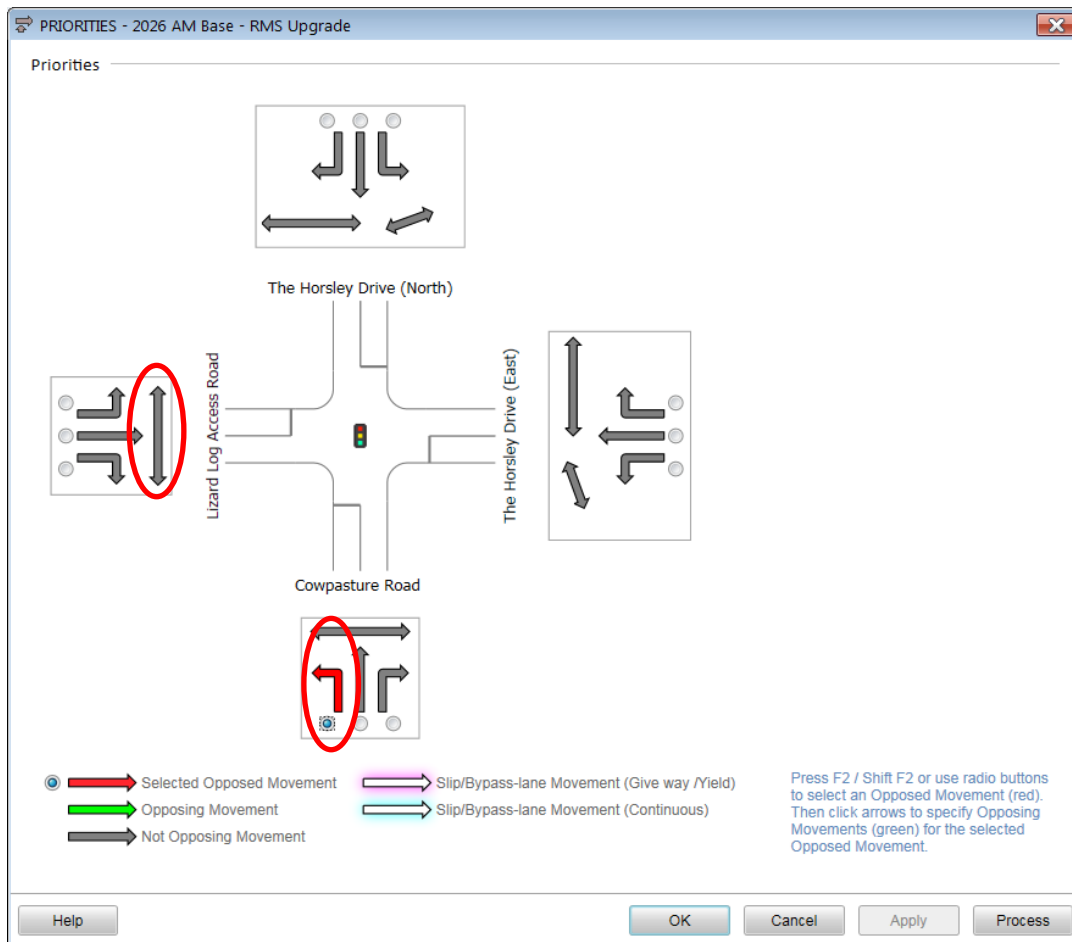 PRIORITIES - 2026 AM Base - RMS Upgrade
Priorities
The Horsley Drive (North)
Lizard Log Access Road
The Horsley Drive (East)
Cowpasture Road
Selected Opposed Movement
Opposing Movement
Not Opposing Movement
Slip/Bypass-lane Movement (Give way /Yield)
Slip/Bypass-lane Movement (Continuous)
Press F2 / Shift F2 or use radio buttons
to select an Opposed Movement (red).
Then click arrows to specify Opposing
Movements (green) for the selected
Opposed Movement.
Help
OK
Cancel
Apply
Process